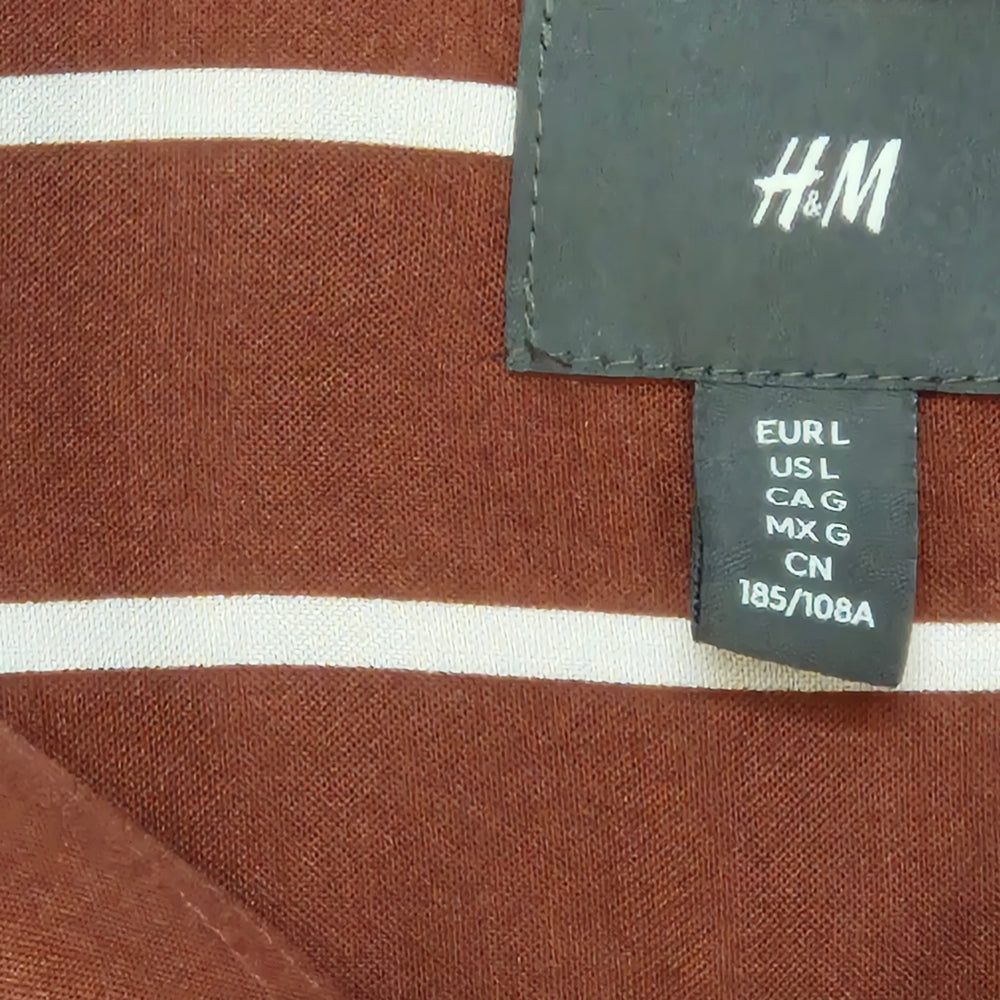 H&M
EUR L
US L
CA G
MX G
CN
185/108A